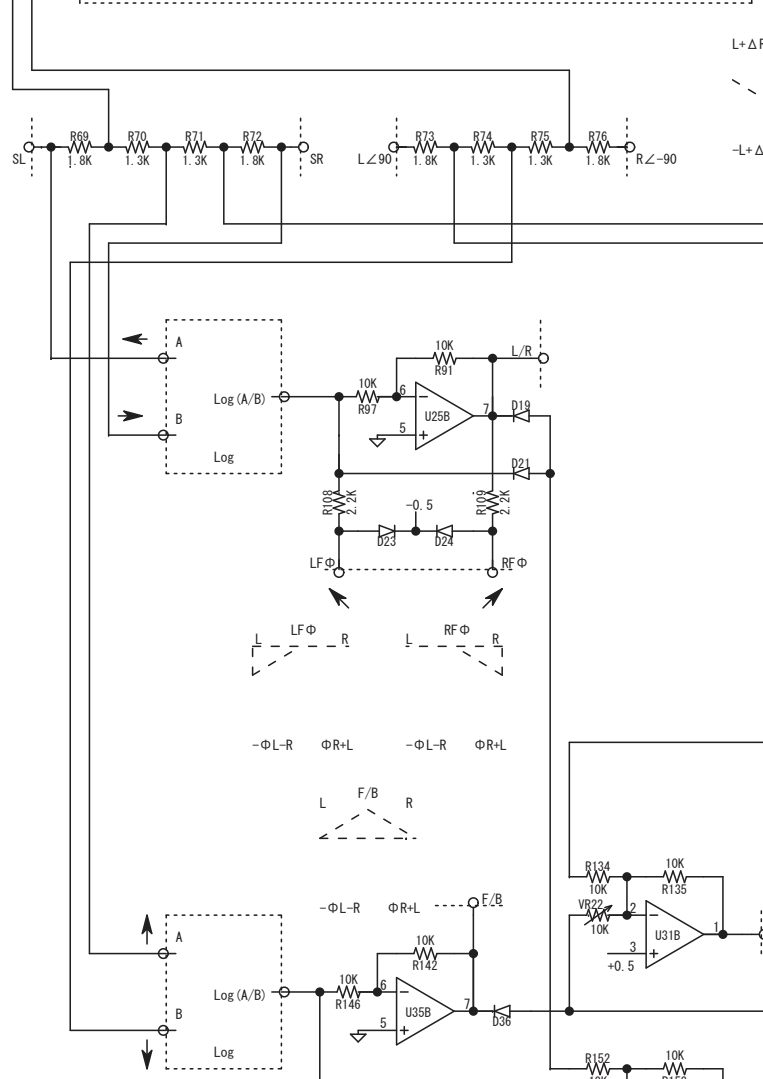 L+ΔF
R69 R70 R71 R72 R73 R74 R75 R76
SL 1.8K 1.3K 1.3K 1.8K SR L∠90 1.8K 1.3K 1.3K 1.8K R∠-90
-L+Δ
A
10K L/R
R91
Log(A/B) 10K 6 -
R97 U25B 7 D19
B 5 +
Log D21
R108 2.2K -0.5 R109 2.2K
D23 D24
LFΦ RFΦ
LFΦ RFΦ
L R L R
-ΦL-R ΦR+L -ΦL-R ΦR+L
F/B
L R
R134 10K
10K R135
-ΦL-R ΦR+L F/B
VR22 2 -
10K U31B 1
A 10K 3 +
R142 +0.5
Log(A/B) 10K 6 -
R146 U35B 7 D36
B 5 +
Log
R152 10K